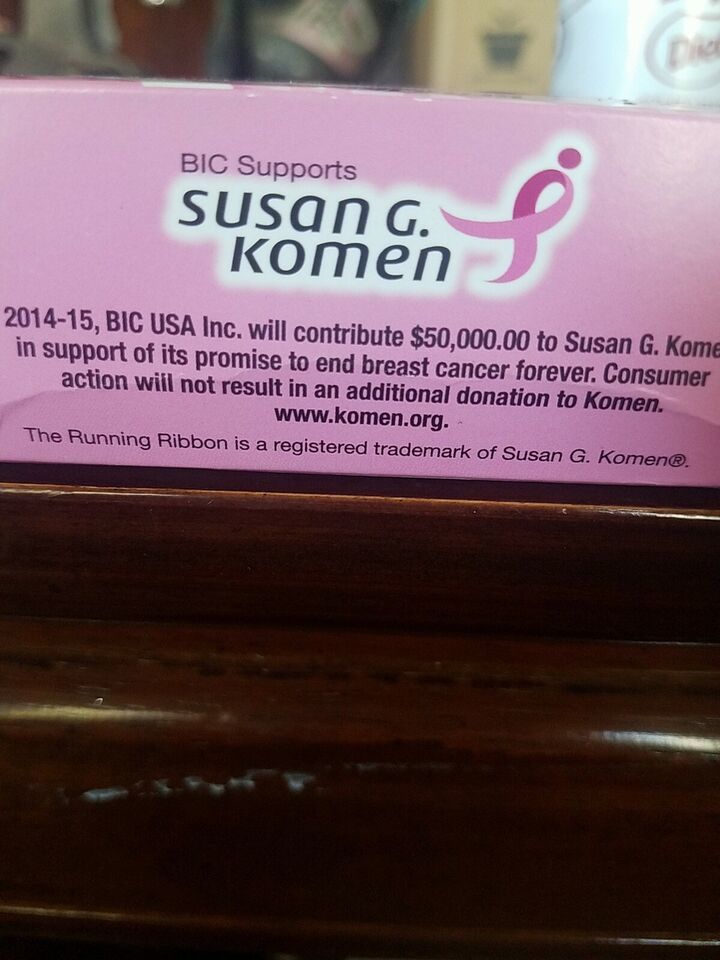 BIC Supports
susan G.
Komen
2014-15, BIC USA Inc. will contribute $50,000.00 to Susan G. Kome
in support of its promise to end breast cancer forever. Consumer
action will not result in an additional donation to Komen.
www.komen.org.
The Running Ribbon is a registered trademark of Susan G. Komen®.